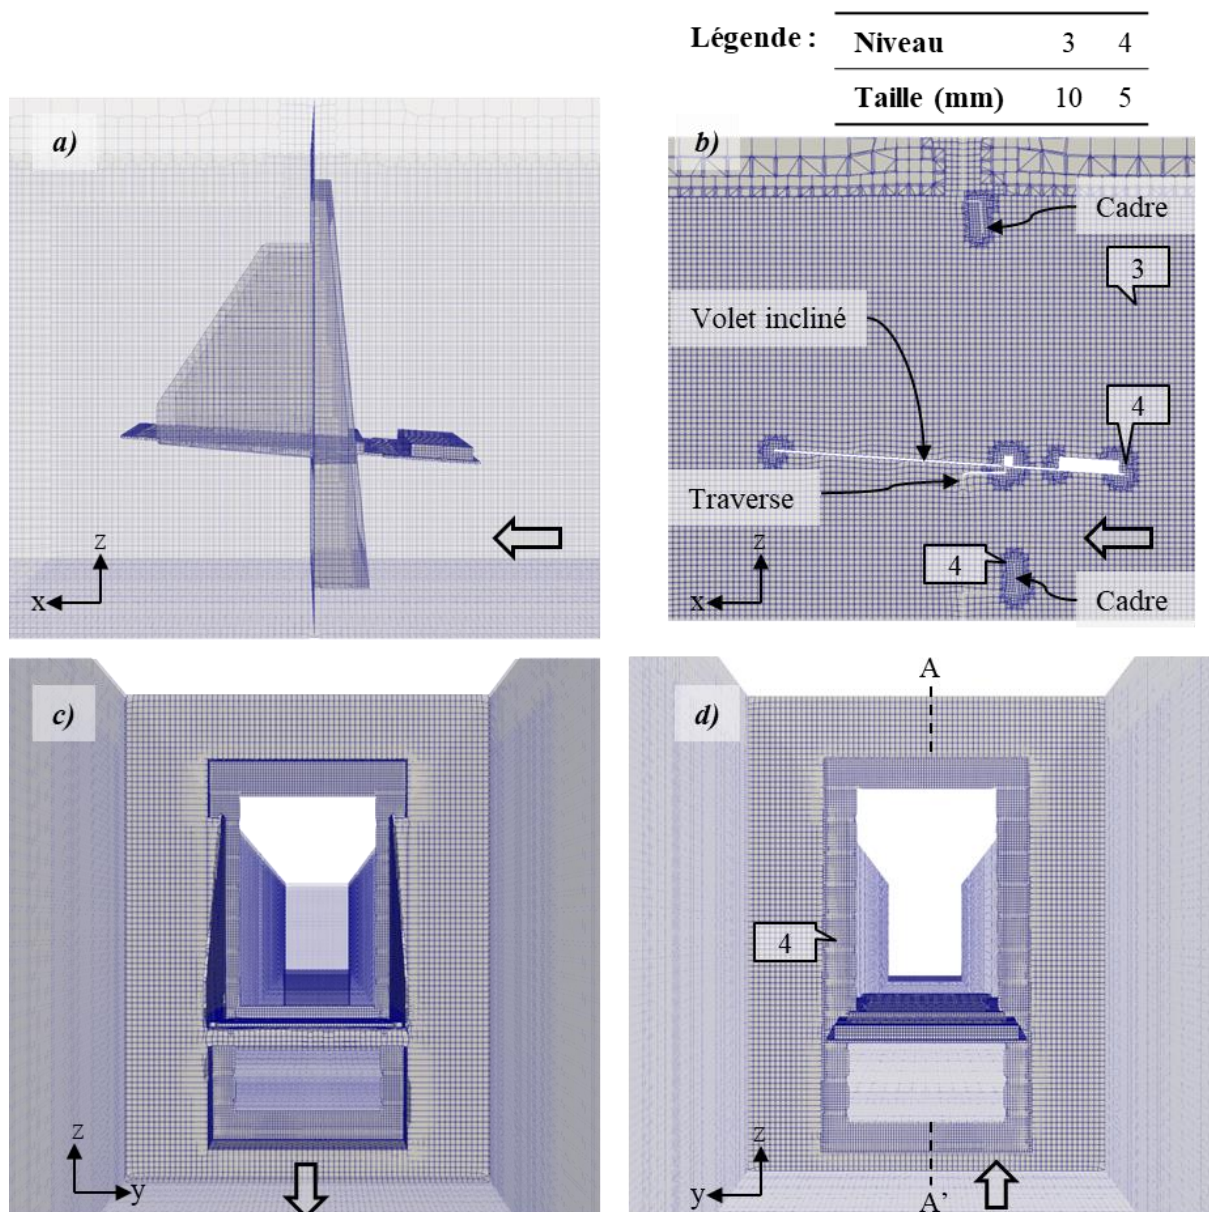 Légende :
Niveau 3 4
Taille (mm) 10 5
a)
z
x
b)
Cadre
3
Volet incliné
4
Traverse
4
z
x
Cadre
c)
z
y
d)
A
4
z
y
A'